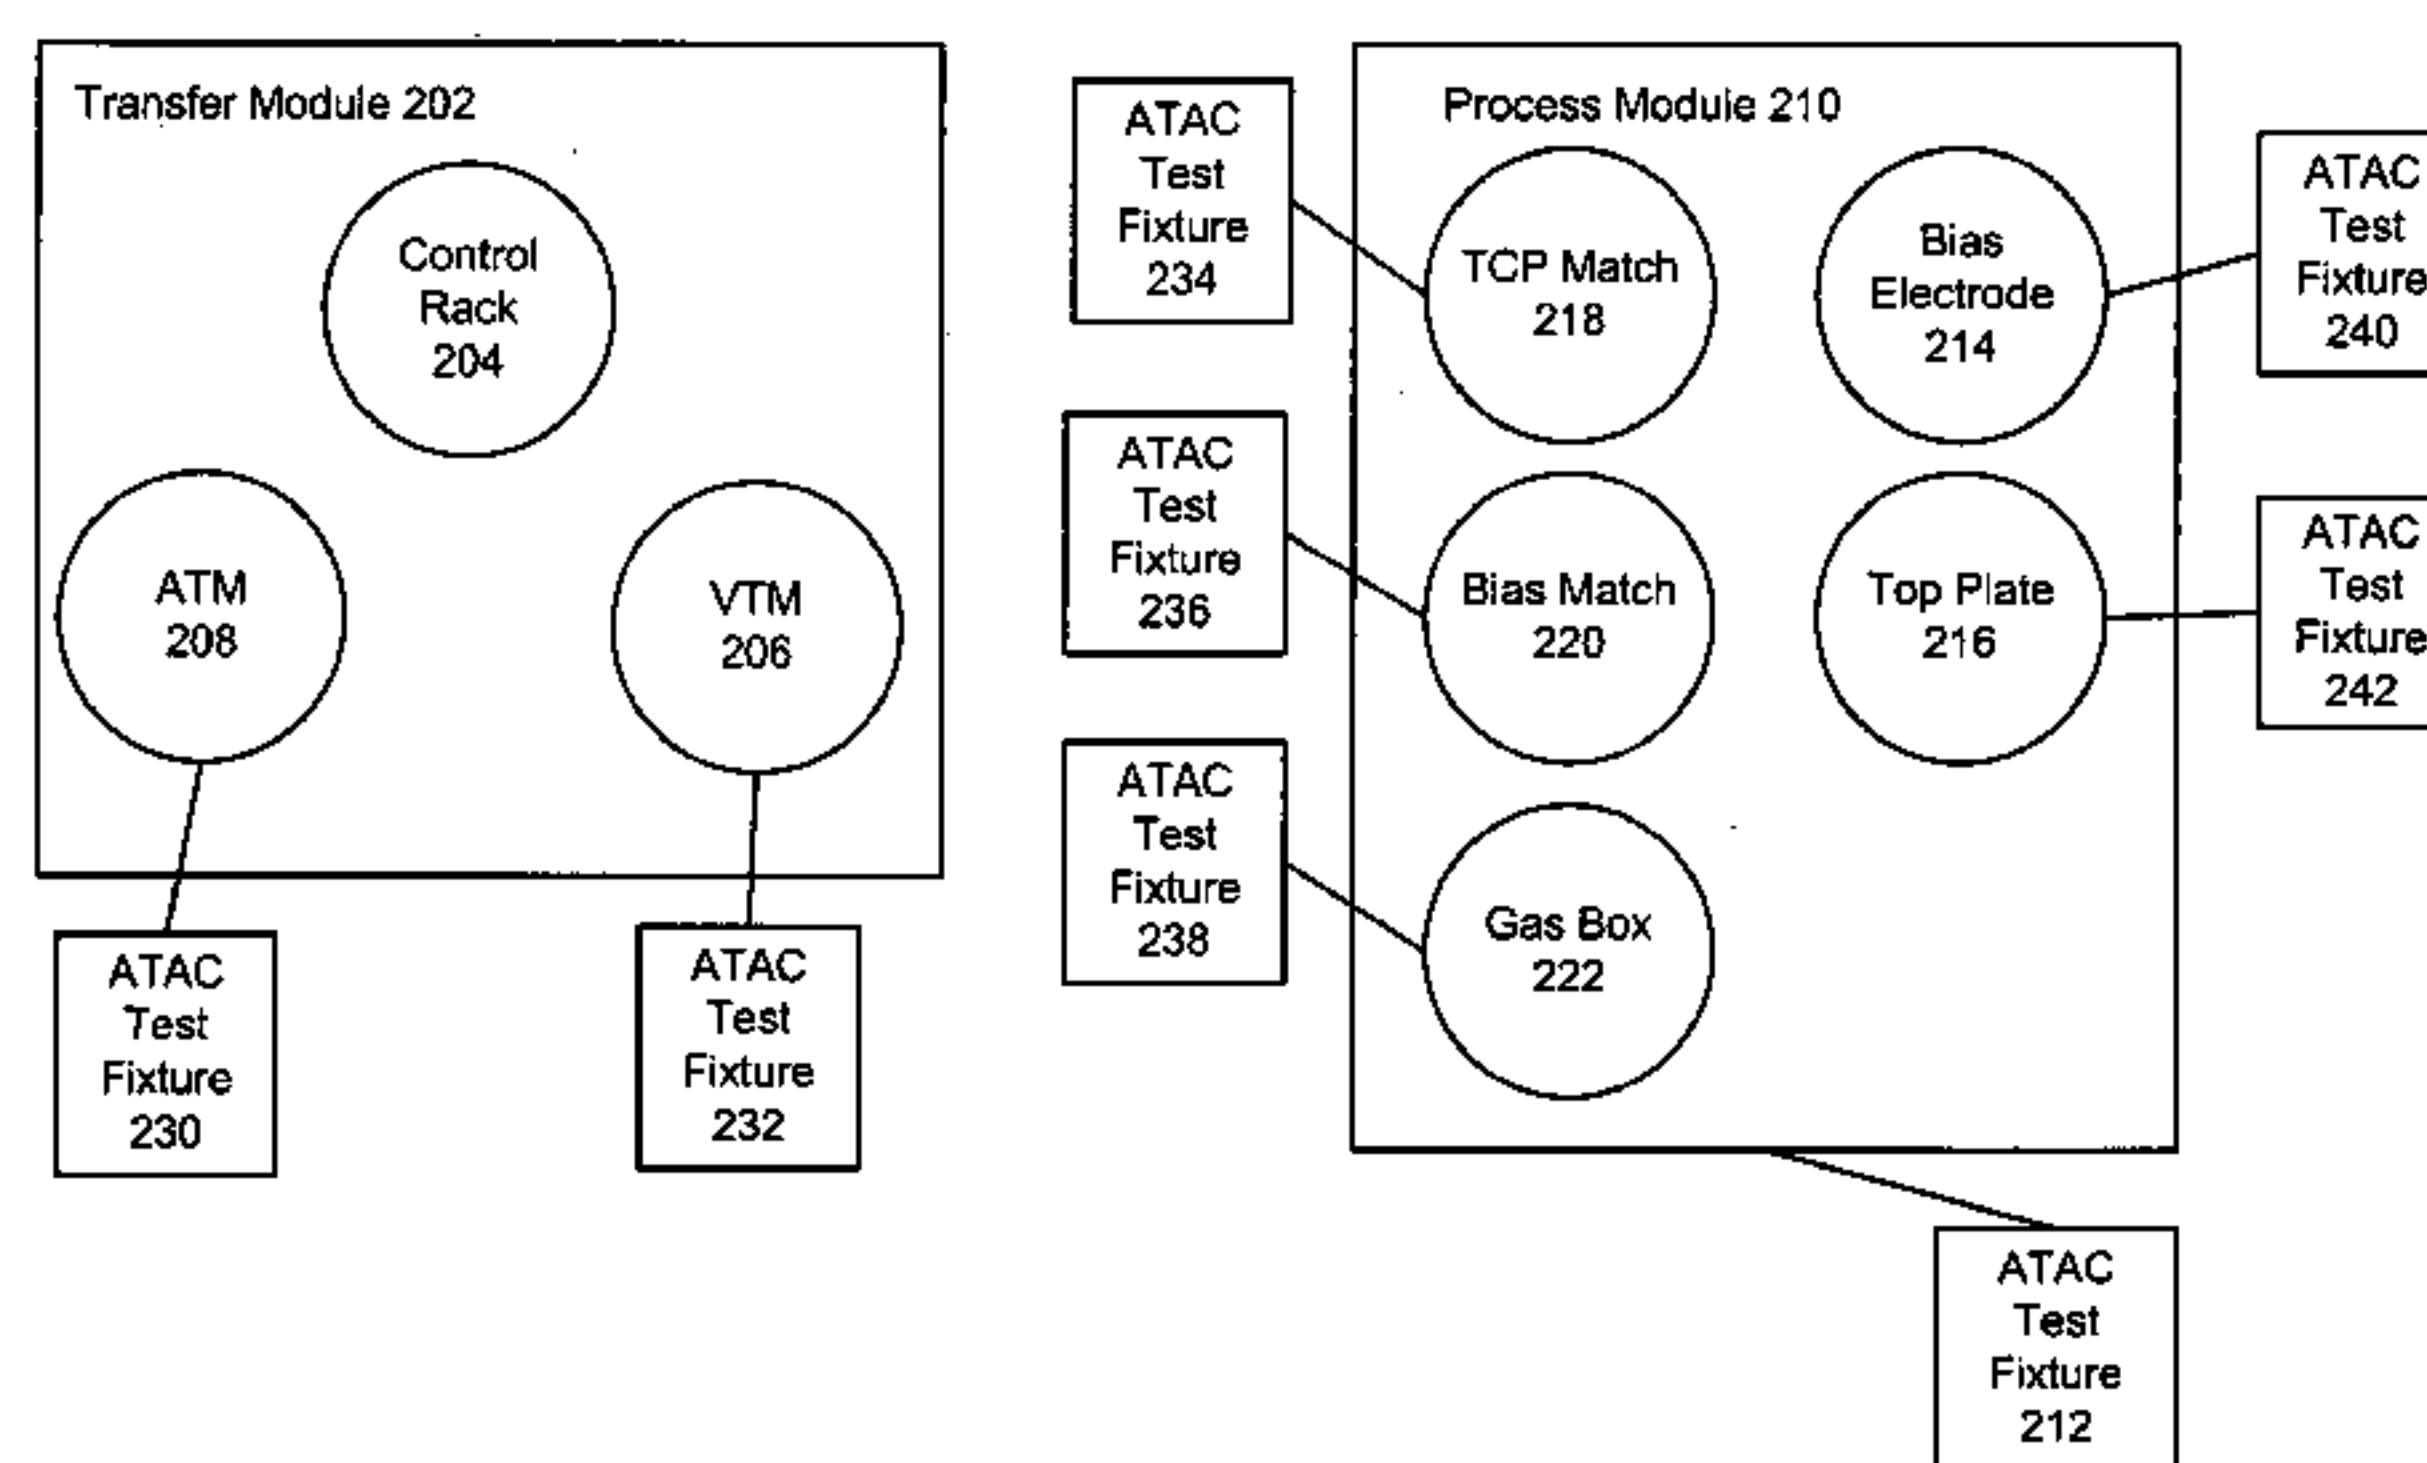 Transfer Module 202
Control
Rack
204
ATM
208
VTM
206
ATAC
Test
Fixture
230
ATAC
Test
Fixture
232
ATAC
Test
Fixture
234
ATAC
Test
Fixture
236
ATAC
Test
Fixture
238
Process Module 210
TCP Match
218
Bias
Electrode
214
Bias Match
220
Top Plate
216
Gas Box
222
ATAC
Test
Fixture
240
ATAC
Test
Fixture
242
ATAC
Test
Fixture
212